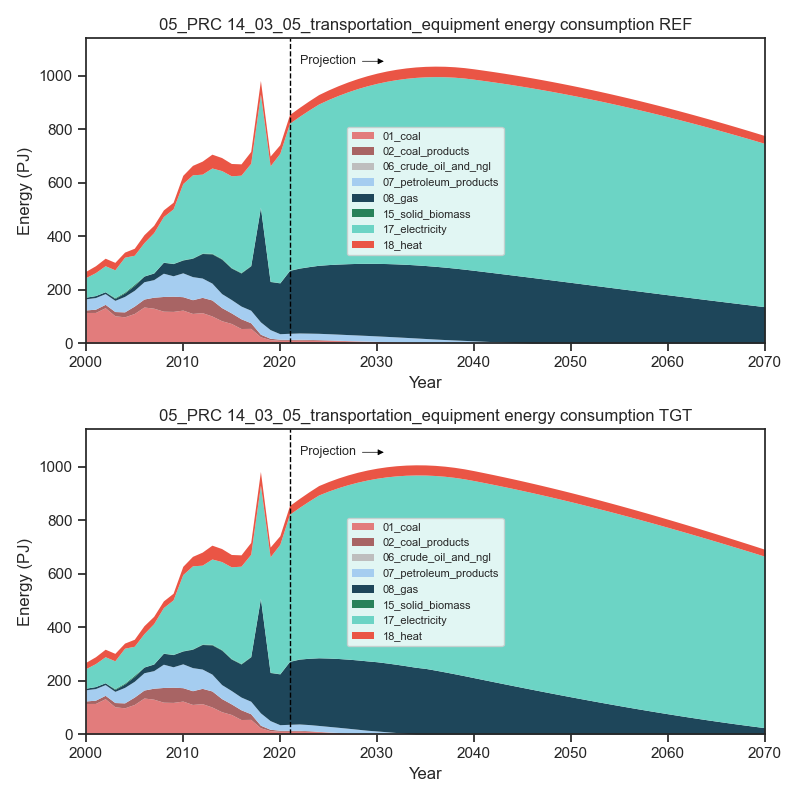 05_PRC 14_03_05_transportation_equipment energy consumption REF
Projection
1000
800
600
400
200
0
Energy (PJ)
01_coal
02_coal_products
06_crude_oil_and_ngl
07_petroleum_products
08_gas
15_solid_biomass
17_electricity
18_heat
2000 2010 2020 2030 2040 2050 2060 2070
Year
05_PRC 14_03_05_transportation_equipment energy consumption TGT
Projection
1000
800
600
400
200
0
Energy (PJ)
01_coal
02_coal_products
06_crude_oil_and_ngl
07_petroleum_products
08_gas
15_solid_biomass
17_electricity
18_heat
2000 2010 2020 2030 2040 2050 2060 2070
Year